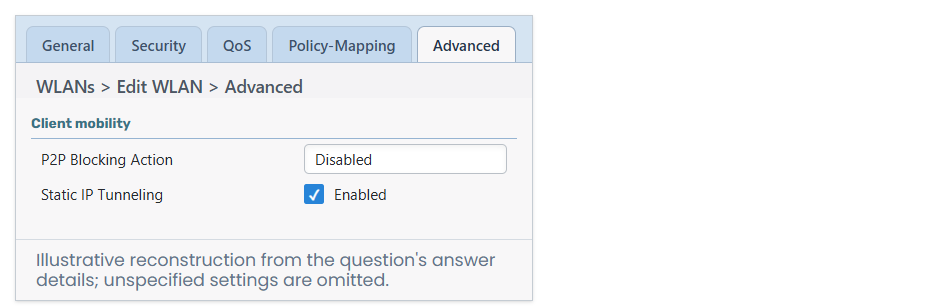 General Security QoS Policy-Mapping Advanced
WLANs > Edit WLAN > Advanced
Client mobility
P2P Blocking Action Disabled
Static IP Tunneling Enabled
Illustrative reconstruction from the question's answer
details; unspecified settings are omitted.